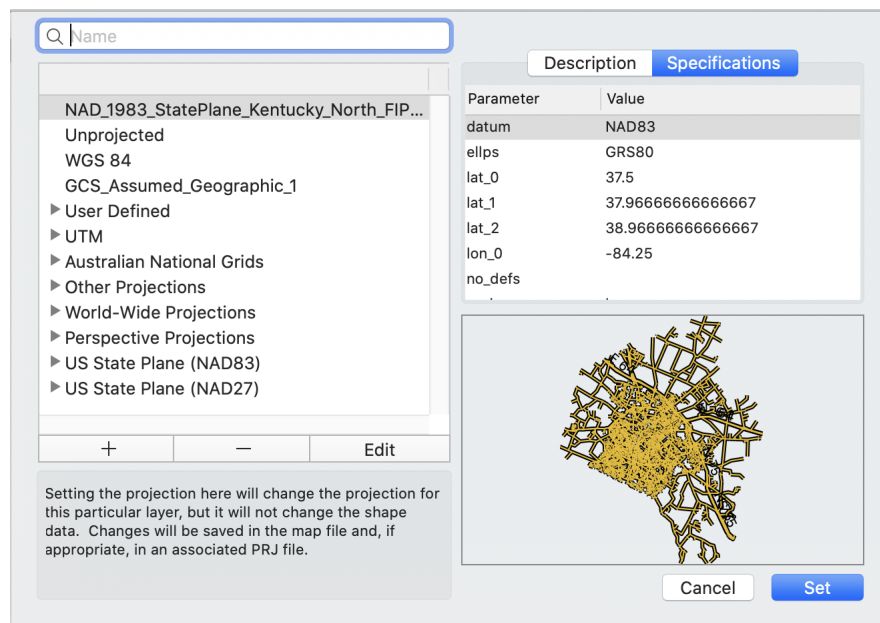 Name
NAD_1983_StatePlane_Kentucky_North_FIP...
Unprojected
WGS 84
GCS_Assumed_Geographic_1
User Defined
UTM
Australian National Grids
Other Projections
World-Wide Projections
Perspective Projections
US State Plane (NAD83)
US State Plane (NAD27)
+
−
Edit
Setting the projection here will change the projection for
this particular layer, but it will not change the shape
data. Changes will be saved in the map file and, if
appropriate, in an associated PRJ file.
Description Specifications
Parameter Value
datum NAD83
ellps GRS80
lat_0 37.5
lat_1 37.96666666666667
lat_2 38.96666666666667
lon_0 -84.25
no_defs
Cancel Set